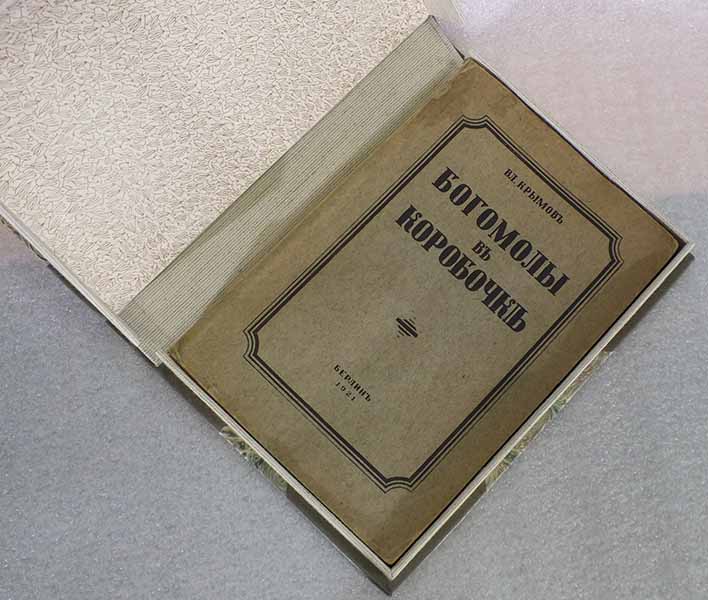 ВЛ. КРЫМОВЪ
БОГОМОЛЫ
ВЪ
КОРОБОЧКѢ
БЕРЛИНЪ
1921